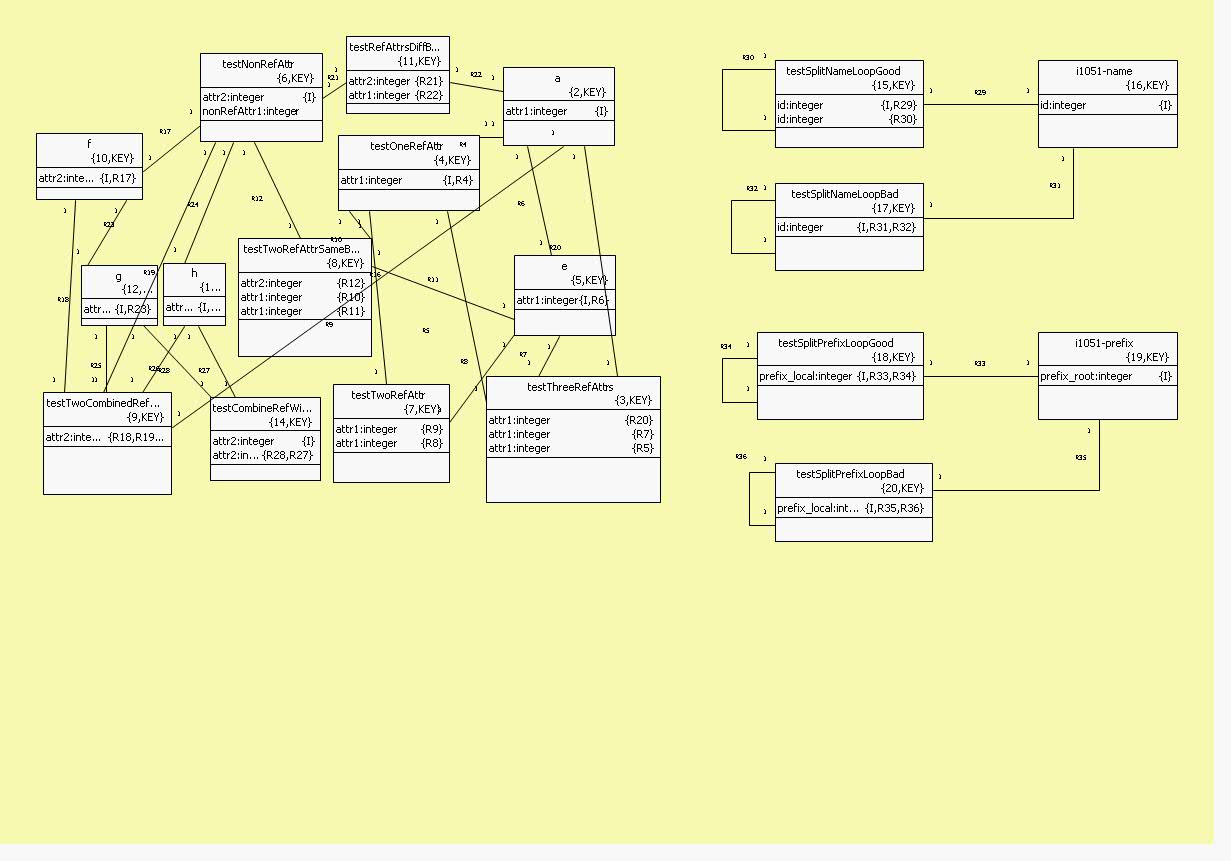 testNonRefAttr
{6,KEY}
attr2:integer {I}
nonRefAttr1:integer
testRefAttrsDiffB...
{11,KEY}
attr2:integer {R21}
attr1:integer {R22}
a
{2,KEY}
attr1:integer {I}
f
{10,KEY}
attr2:inte... {I,R17}
testOneRefAttr
{4,KEY}
attr1:integer {I,R4}
testTwoRefAttrSameB...
{8,KEY}
attr2:integer {R12}
attr1:integer {R10}
attr1:integer {R11}
g
{12,...
attr... {I,R23}
h
{1...
attr... {I,...
e
{5,KEY}
attr1:integer{I,R6}
testTwoCombinedRef...
{9,KEY}
attr2:inte... {R18,R19...
testCombineRefWi...
{14,KEY}
attr2:integer {I}
attr2:in... {R28,R27}
testTwoRefAttr
{7,KEY}
attr1:integer {R9}
attr1:integer {R8}
testThreeRefAttrs
{3,KEY}
attr1:integer {R20}
attr1:integer {R7}
attr1:integer {R5}
R17
R21
R22
R4
R24
R12
R23
R6
R10
R20
R19
R16
R11
R18
R9
R5
R25
R28
R27
R7
R8
testSplitNameLoopGood
{15,KEY}
id:integer {I,R29}
id:integer {R30}
i1051-name
{16,KEY}
id:integer {I}
R30
R29
testSplitNameLoopBad
{17,KEY}
id:integer {I,R31,R32}
R32
R31
testSplitPrefixLoopGood
{18,KEY}
prefix_local:integer {I,R33,R34}
i1051-prefix
{19,KEY}
prefix_root:integer {I}
R34
R33
testSplitPrefixLoopBad
{20,KEY}
prefix_local:int... {I,R35,R36}
R36
R35